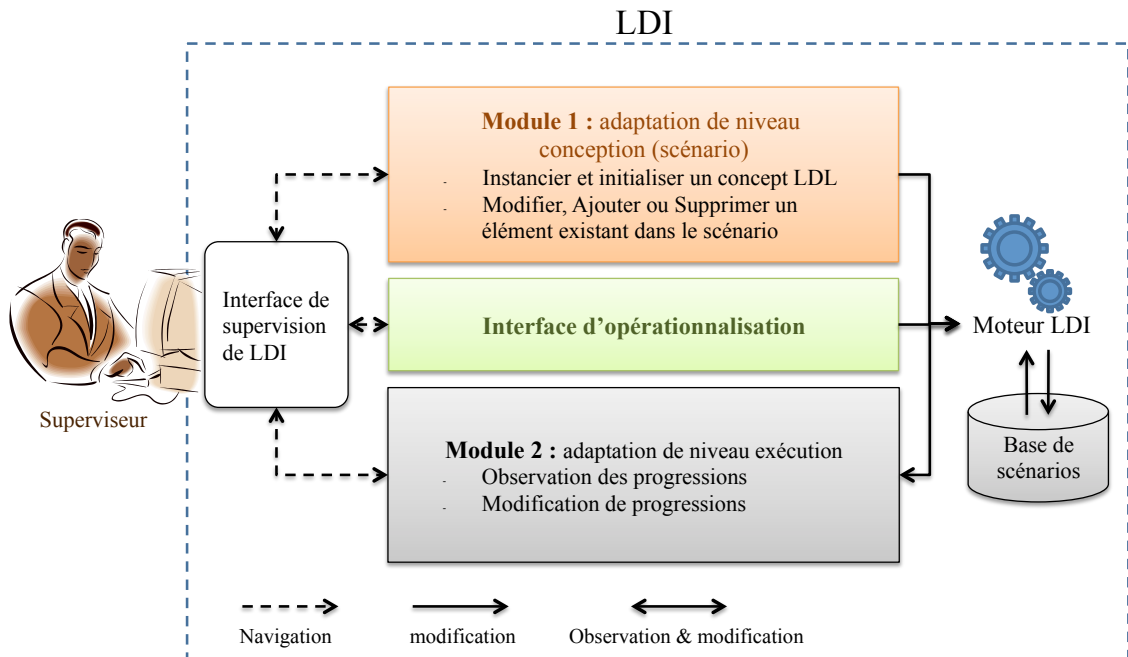 LDI
Module 1 : adaptation de niveau
conception (scénario)
- Instancier et initialiser un concept LDL
- Modifier, Ajouter ou Supprimer un
élément existant dans le scénario
Interface de
supervision
de LDI
Superviseur
Interface d’opérationnalisation
Moteur LDI
Module 2 : adaptation de niveau exécution
- Observation des progressions
- Modification de progressions
Base de
scénarios
Navigation
modification
Observation & modification